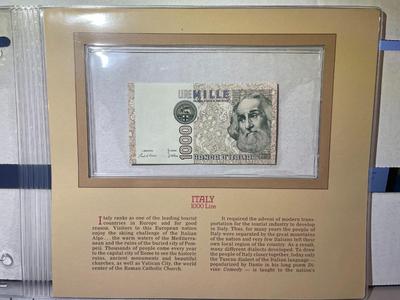 LIRE MILLE
1000
ITALY
1000 Lire
Italy ranks as one of the leading tourist
countries in Europe and for good
reason. Visitors to this European nation
enjoy the skiing challenge of the Italian
Alps . . . the warm waters of the Mediterra-
nean and the ruins of the buried city of Pom-
peii. Thousands of people come every year
to the capital city of Rome to see the historic
ruins, ancient monuments and beautiful
churches, as well as Vatican City, the world
center of the Roman Catholic Church.
It required the advent of modern trans-
portation for the tourist industry to develop
in Italy. Thus, for many years the people of
Italy were separated by the great mountains
of the nation and very few Italians left their
own local region of the country. As a result,
many different dialects developed. To draw
the people of Italy closer together, today only
the Tuscan dialect of the Italian language —
popularized by Dante in his long poem Di-
vine Comedy — is taught to the nation's